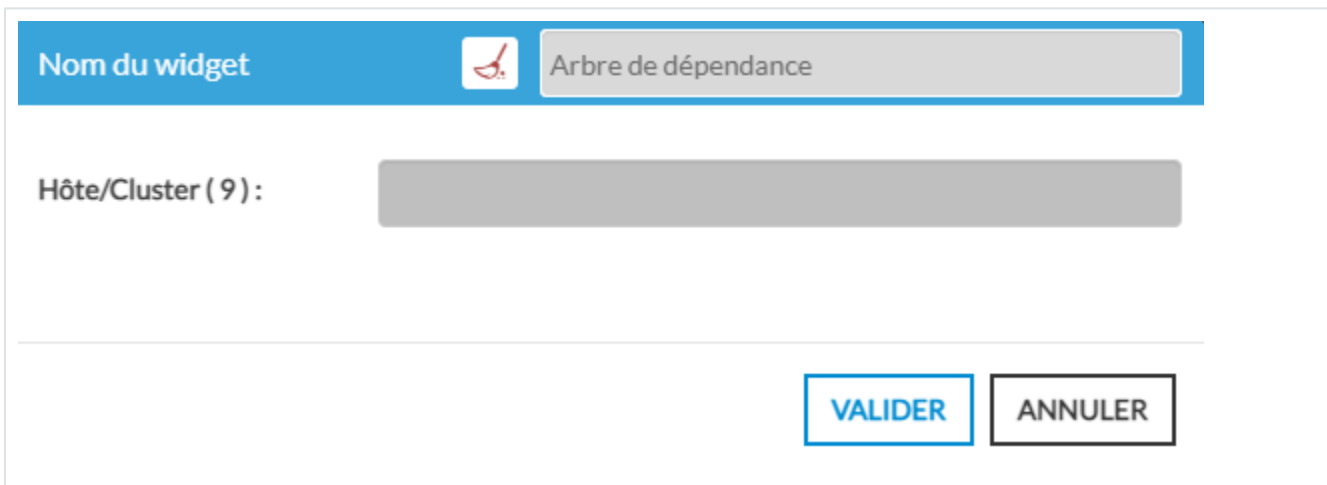 Nom du widget Arbre de dépendance
Hôte/Cluster ( 9 ) :
VALIDER ANNULER